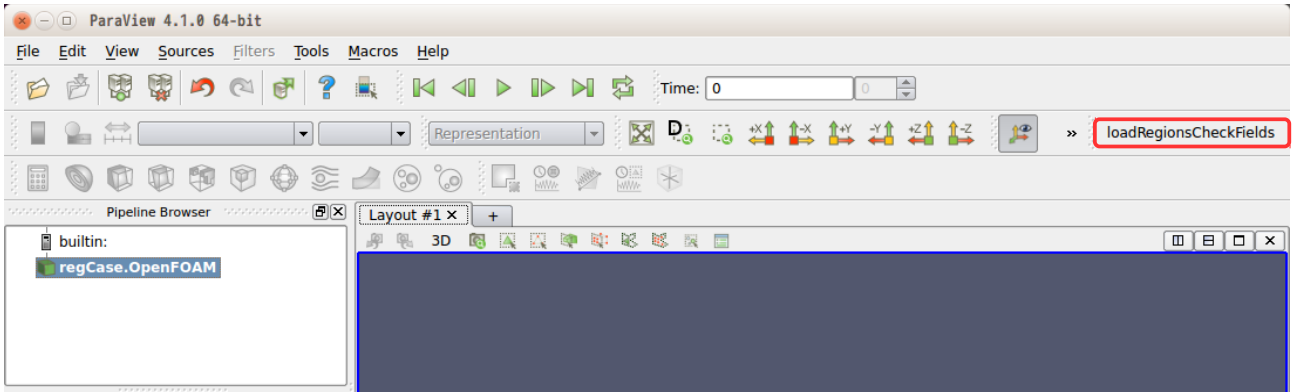 ParaView 4.1.0 64-bit
File Edit View Sources Filters Tools Macros Help
Time: 0 0
Representation +X -X +Y -Y +Z -Z » loadRegionsCheckFields
Pipeline Browser Layout #1 × +
builtin: 3D
regCase.OpenFOAM